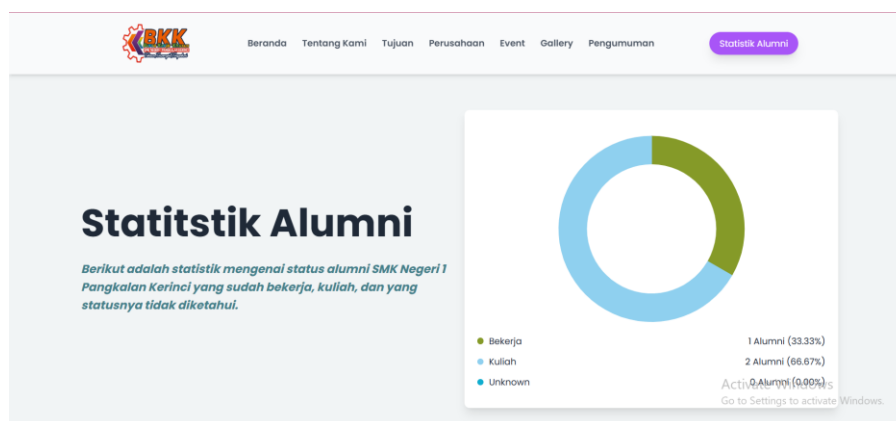 BKK
Beranda Tentang Kami Tujuan Perusahaan Event Gallery Pengumuman Statistik Alumni
Statitstik Alumni
Berikut adalah statistik mengenai status alumni SMK Negeri 1
Pangkalan Kerinci yang sudah bekerja, kuliah, dan yang
statusnya tidak diketahui.
Bekerja 1 Alumni (33.33%)
Kuliah 2 Alumni (66.67%)
Unknown 0 Alumni (0.00%)
Activate Windows
Go to Settings to activate Windows.